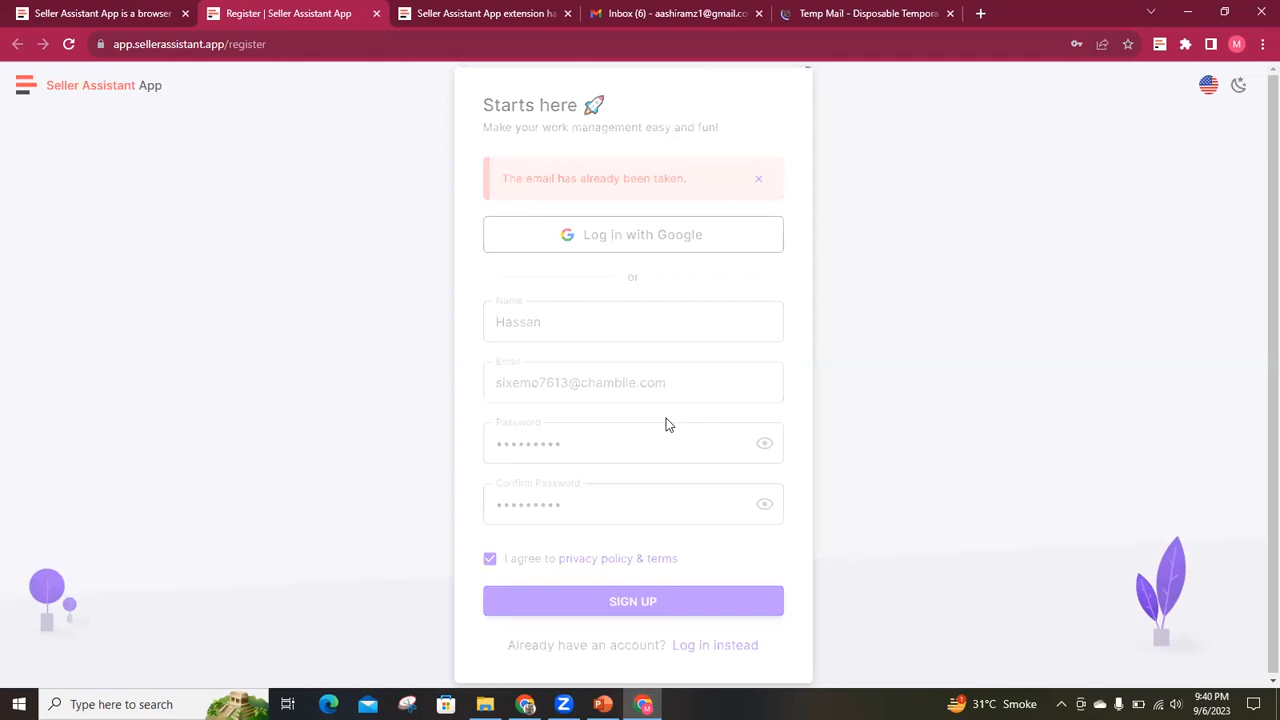 Seller Assistant App is a browser
Register | Seller Assistant App
Seller Assistant App extension ha
Inbox (6) - aashiramz1@gmail.co
Temp Mail - Disposable Tempora
app.sellerassistant.app/register
M
Seller Assistant App
Starts here 🚀
Make your work management easy and fun!
The email has already been taken.
Log in with Google
or
Name
Hassan
Email
sixemo7613@chambile.com
Password
Confirm Password
I agree to privacy policy & terms
SIGN UP
Already have an account? Log in instead
Type here to search
31°C Smoke
9:40 PM
9/6/2023